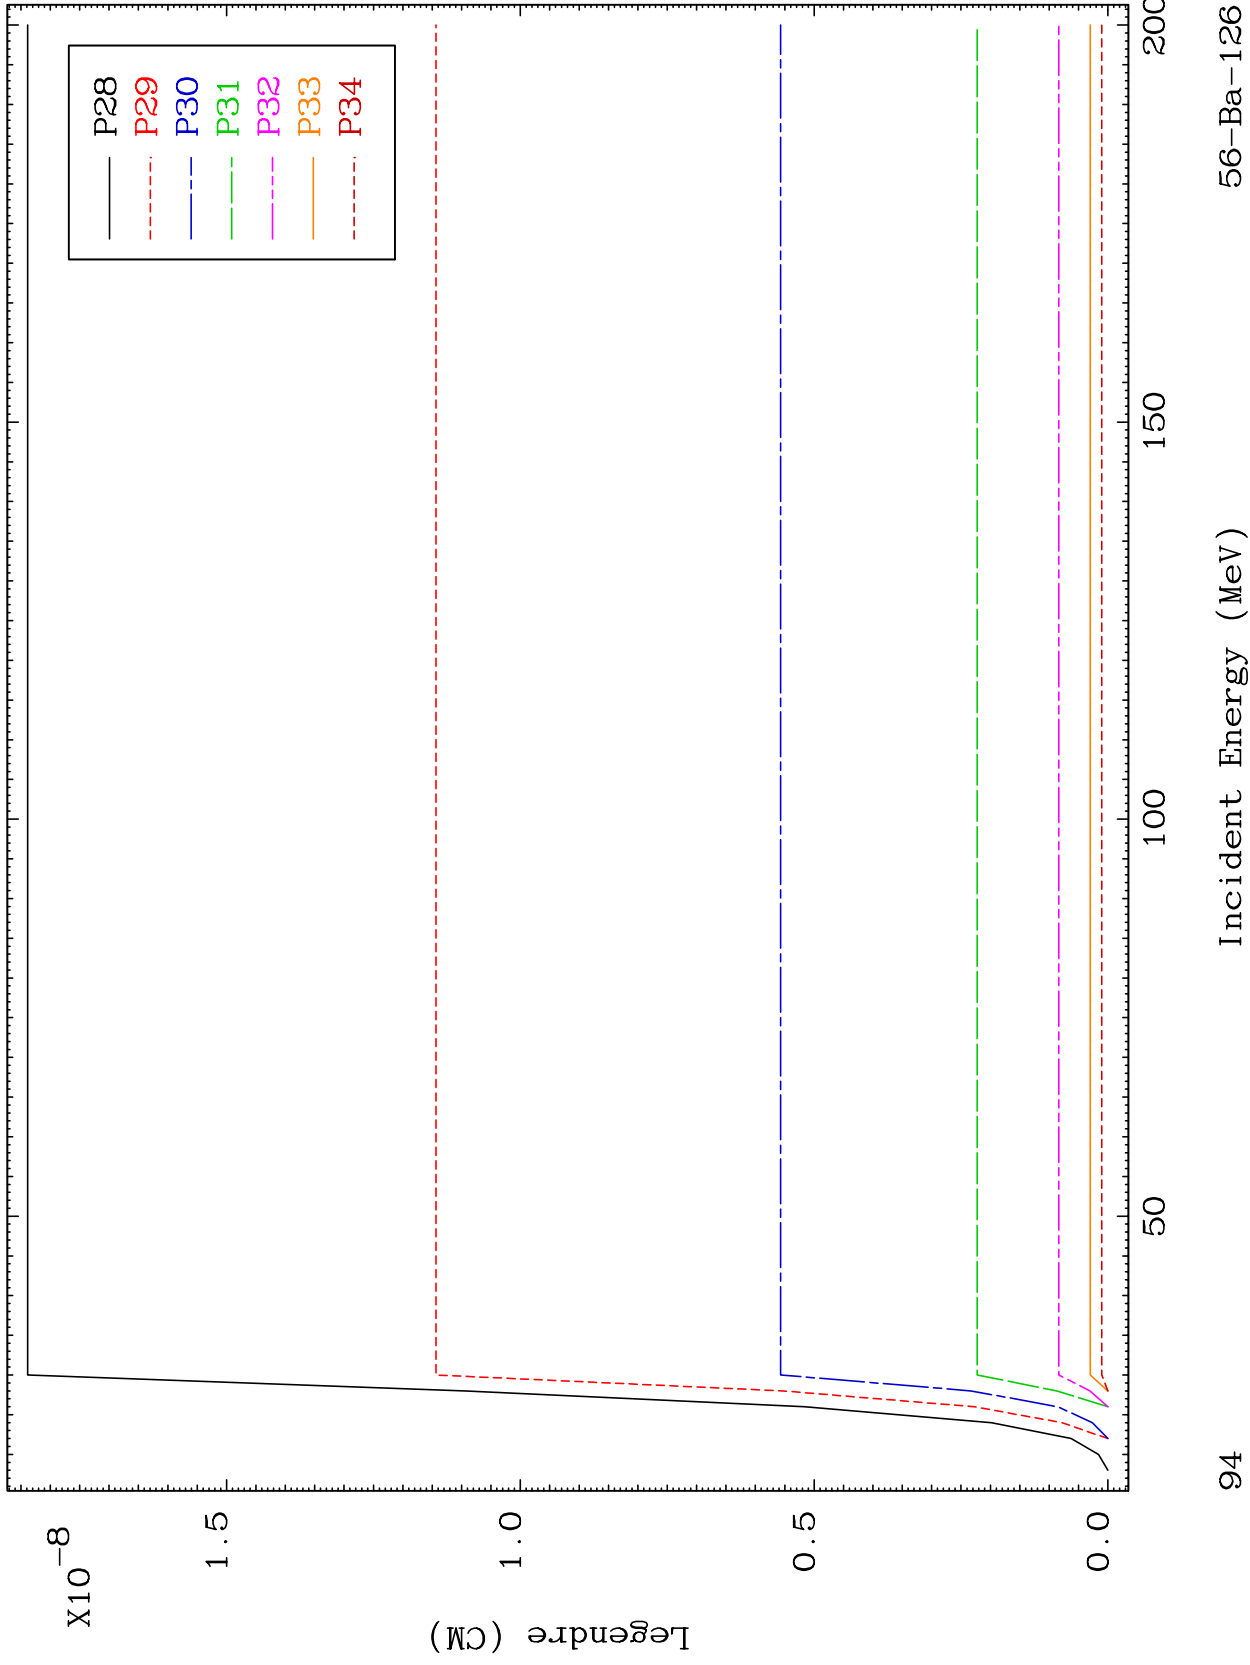 X10-8
1.5
1.0
0.5
0.0
Legendre (CM)
P28
P29
P30
P31
P32
P33
P34
50
100
150
200
Incident Energy (MeV)
94
56-Ba-126